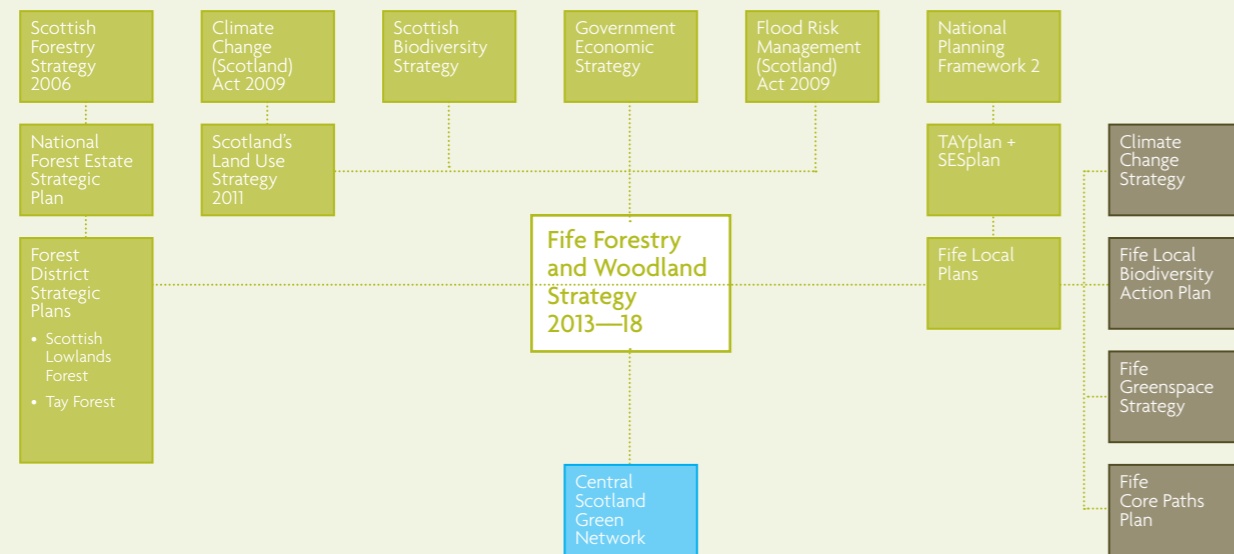 Scottish
Forestry
Strategy
2006
Climate
Change
(Scotland)
Act 2009
Scottish
Biodiversity
Strategy
Government
Economic
Strategy
Flood Risk
Management
(Scotland)
Act 2009
National
Planning
Framework 2
National
Forest Estate
Strategic
Plan
Scotland's
Land Use
Strategy
2011
TAYplan +
SESplan
Climate
Change
Strategy
Forest
District
Strategic
Plans
• Scottish
Lowlands
Forest
• Tay Forest
Fife Forestry
and Woodland
Strategy
2013—18
Fife Local
Plans
Fife Local
Biodiversity
Action Plan
Fife
Greenspace
Strategy
Central
Scotland
Green
Network
Fife
Core Paths
Plan